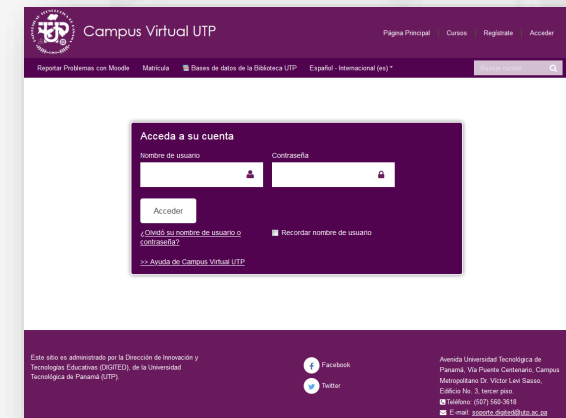 Campus Virtual UTP
Página Principal Cursos Regístrate Acceder
Reportar Problemas con Moodle Matrícula Bases de datos de la Biblioteca UTP Español - Internacional (es)
Buscar cursos
Acceda a su cuenta
Nombre de usuario Contraseña
Acceder
¿Olvidó su nombre de usuario o
contraseña?
Recordar nombre de usuario
>> Ayuda de Campus Virtual UTP
Este sitio es administrado por la Dirección de Innovación y
Tecnologías Educativas (DIGITED), de la Universidad
Tecnológica de Panamá (UTP).
Facebook
Twitter
Avenida Universidad Tecnológica de
Panamá, Vía Puente Centenario, Campus
Metropolitano Dr. Víctor Levi Sasso,
Edificio No. 3, tercer piso.
Teléfono: (507) 560-3618
E-mail: soporte.digited@utp.ac.pa